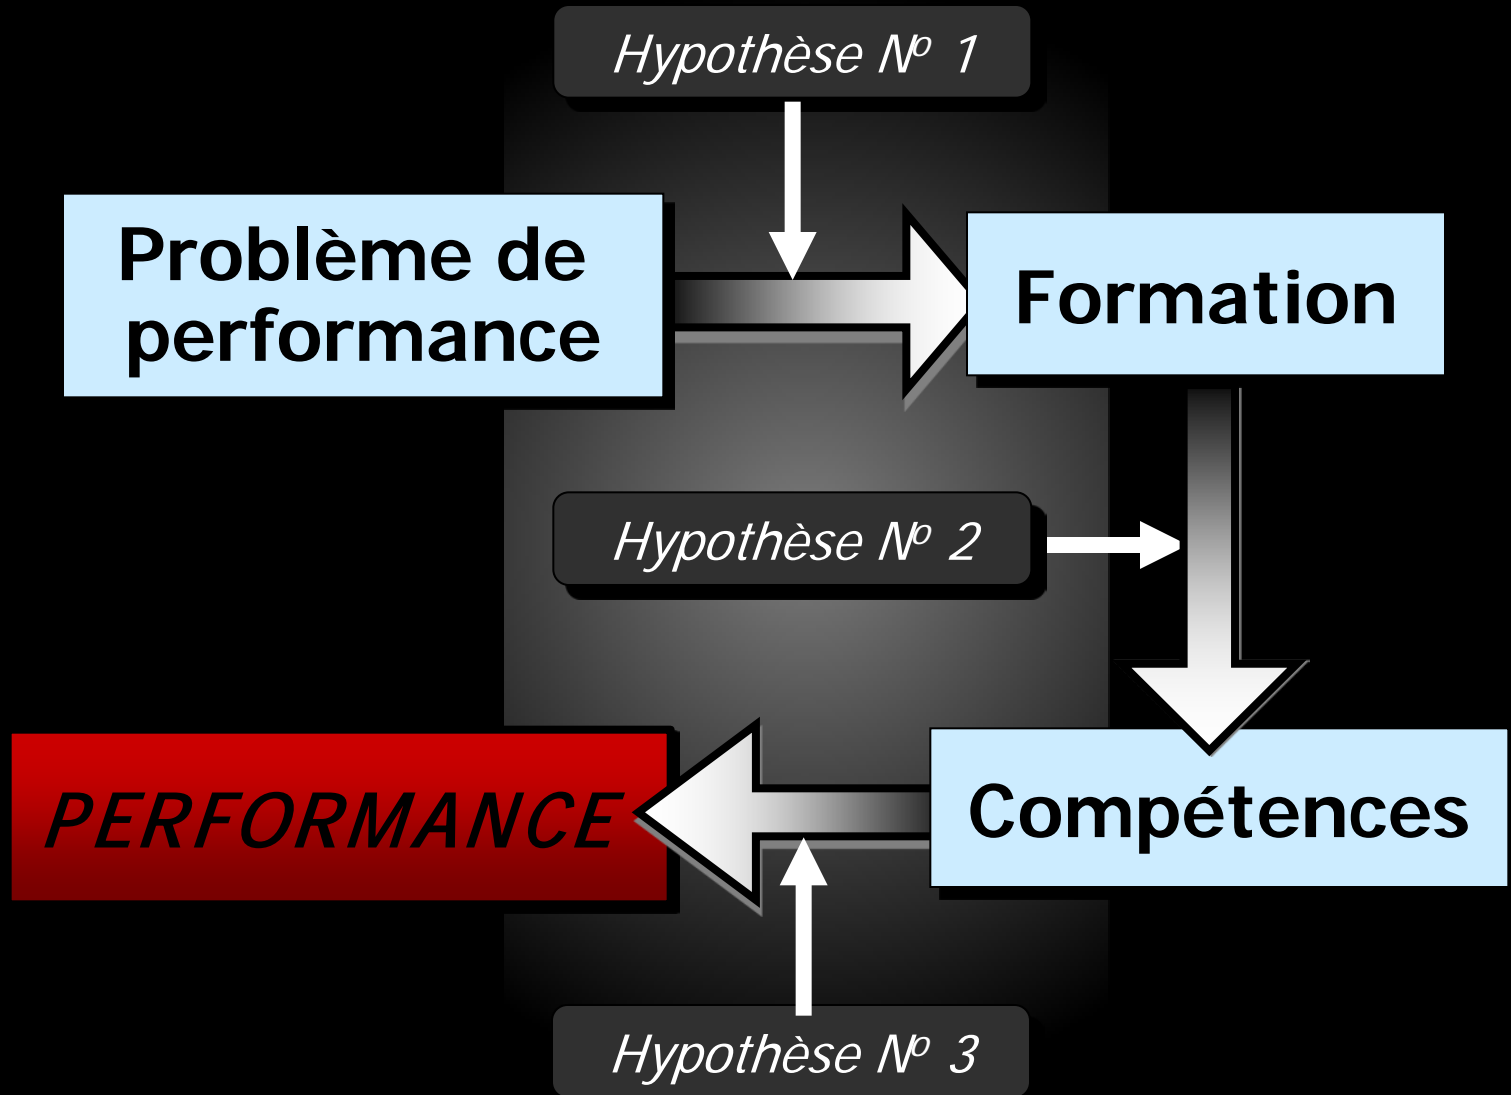 Hypothèse Nº 1
Problème de
performance
Formation
Hypothèse Nº 2
PERFORMANCE
Compétences
Hypothèse Nº 3